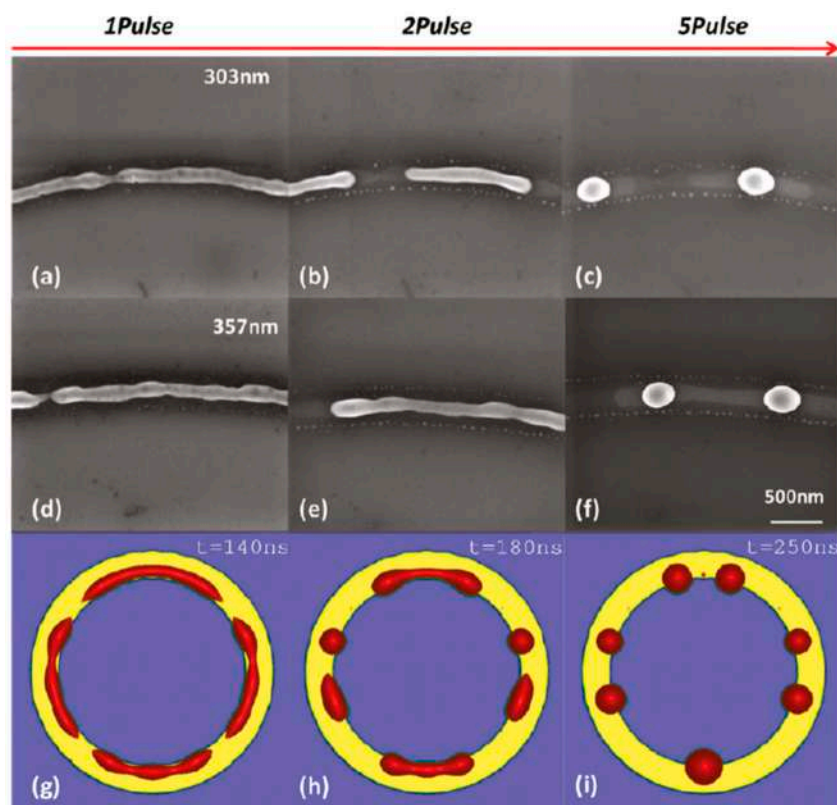 1Pulse 2Pulse 5Pulse
303nm
(a) (b) (c)
357nm
(d) (e) (f)
500nm
t=140ns t=180ns t=250ns
(g) (h) (i)